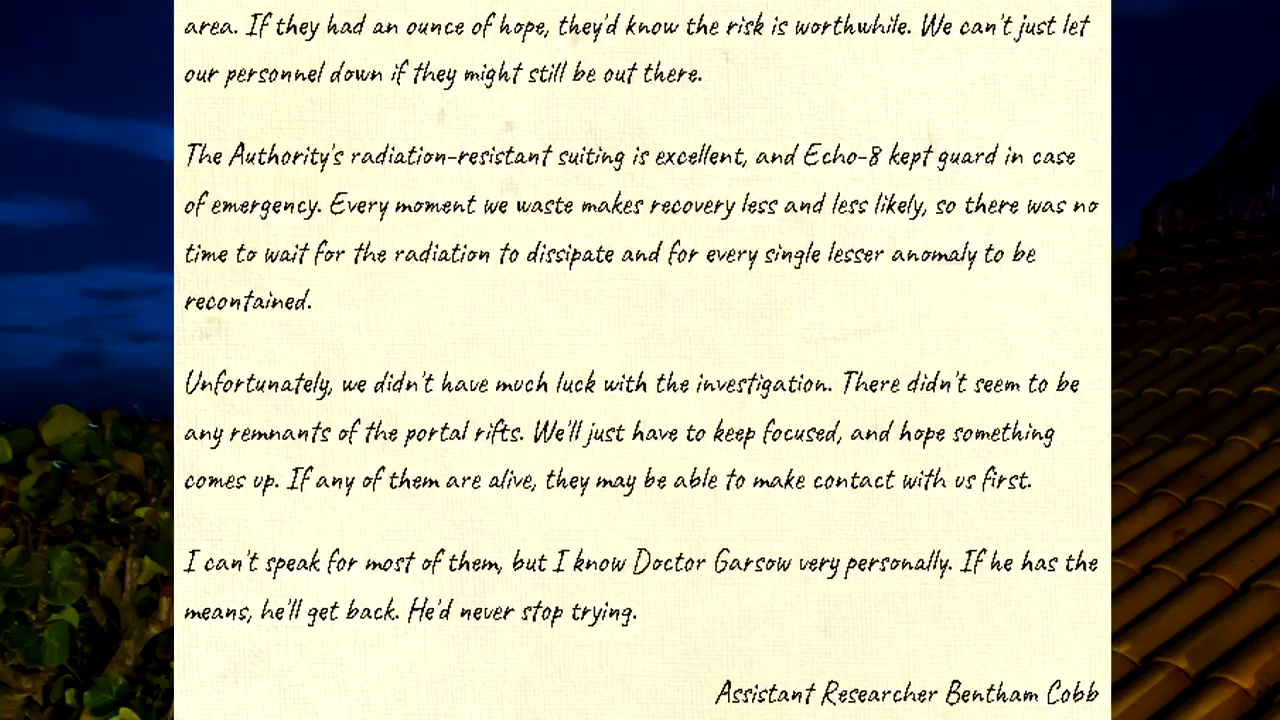 area. If they had an ounce of hope, they'd know the risk is worthwhile. We can't just let
our personnel down if they might still be out there.
The Authority's radiation-resistant suiting is excellent, and Echo-8 kept guard in case
of emergency. Every moment we waste makes recovery less and less likely, so there was no
time to wait for the radiation to dissipate and for every single lesser anomaly to be
recontained.
Unfortunately, we didn't have much luck with the investigation. There didn't seem to be
any remnants of the portal rifts. We'll just have to keep focused, and hope something
comes up. If any of them are alive, they may be able to make contact with us first.
I can't speak for most of them, but I know Doctor Garsow very personally. If he has the
means, he'll get back. He'd never stop trying.
Assistant Researcher Bentham Cobb